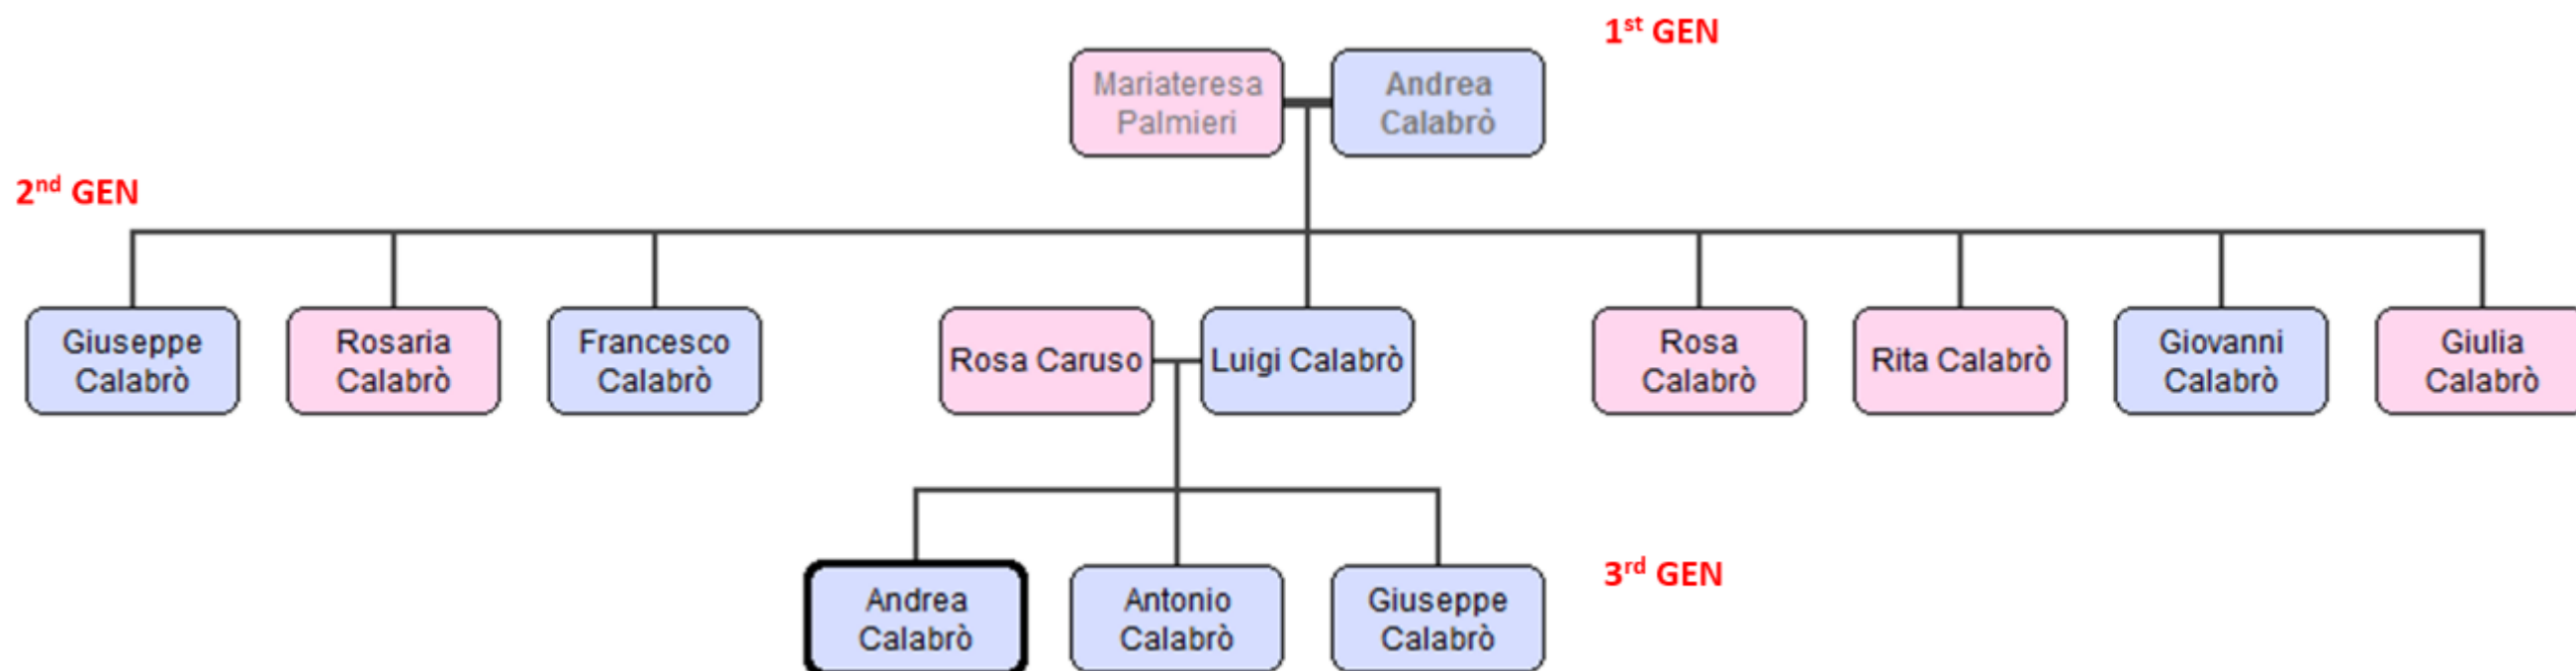 1st GEN
Mariateresa
Palmieri
Andrea
Calabrò
2nd GEN
Giuseppe
Calabrò
Rosaria
Calabrò
Francesco
Calabrò
Rosa Caruso
Luigi Calabrò
Rosa
Calabrò
Rita Calabrò
Giovanni
Calabrò
Giulia
Calabrò
Andrea
Calabrò
Antonio
Calabrò
Giuseppe
Calabrò
3rd GEN